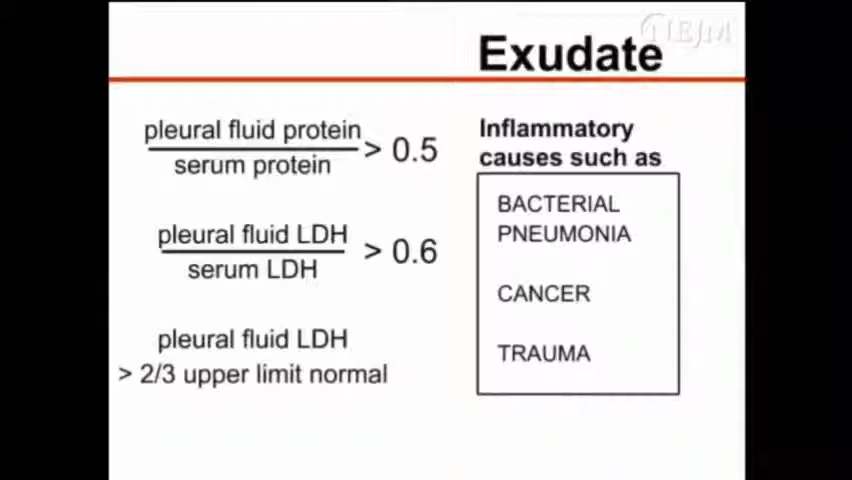 NEJM
Exudate
pleural fluid protein
serum protein
> 0.5
pleural fluid LDH
serum LDH
> 0.6
pleural fluid LDH
> 2/3 upper limit normal
Inflammatory
causes such as
BACTERIAL
PNEUMONIA
CANCER
TRAUMA